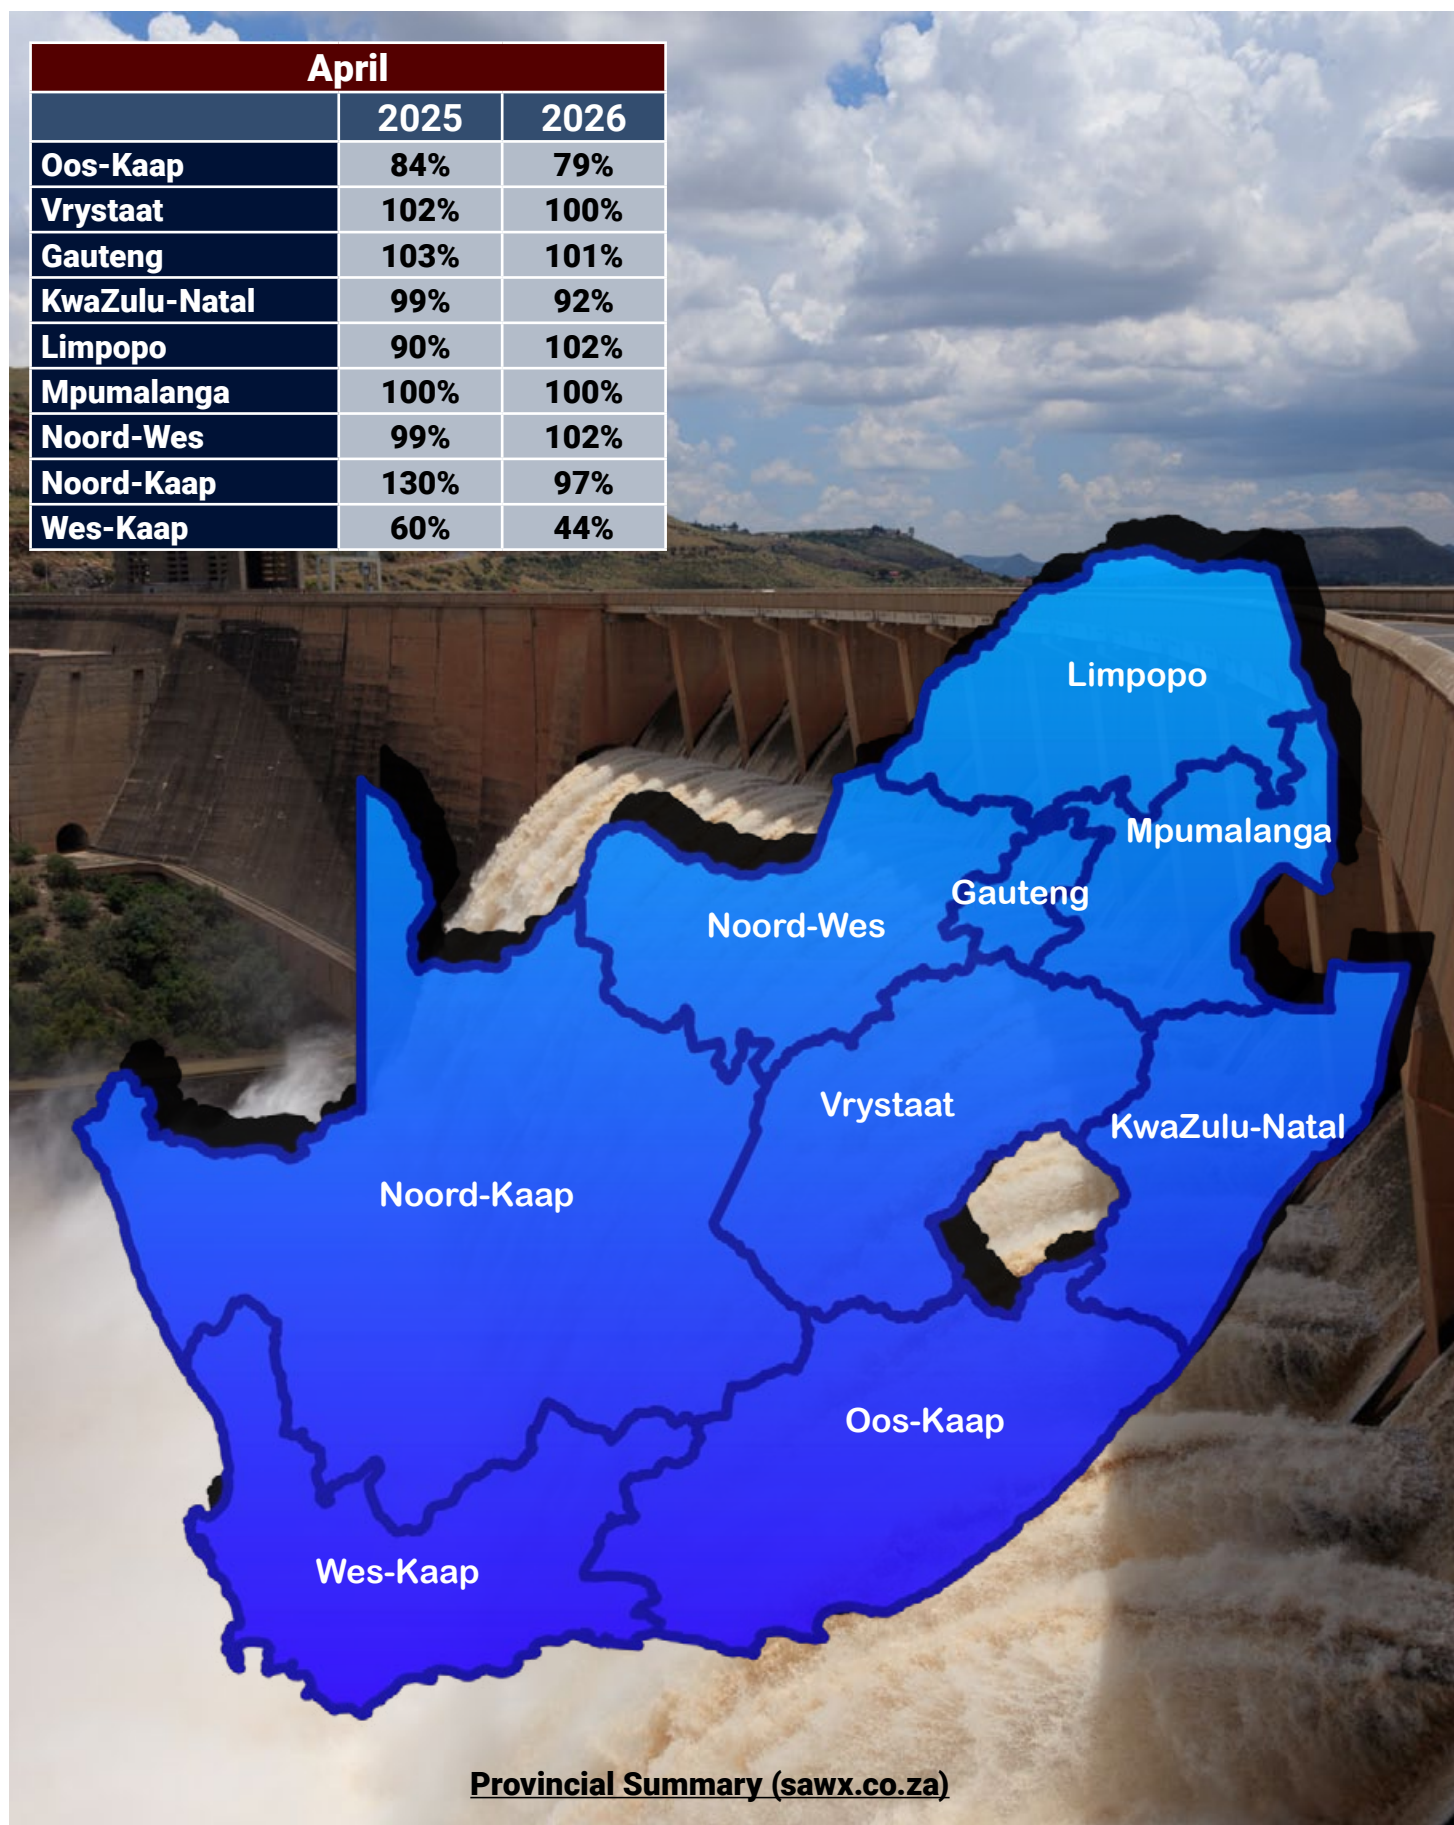 April
2025 2026
Oos-Kaap 84% 79%
Vrystaat 102% 100%
Gauteng 103% 101%
KwaZulu-Natal 99% 92%
Limpopo 90% 102%
Mpumalanga 100% 100%
Noord-Wes 99% 102%
Noord-Kaap 130% 97%
Wes-Kaap 60% 44%
Limpopo
Mpumalanga
Gauteng
Noord-Wes
Vrystaat
KwaZulu-Natal
Noord-Kaap
Oos-Kaap
Wes-Kaap
Provincial Summary (sawx.co.za)